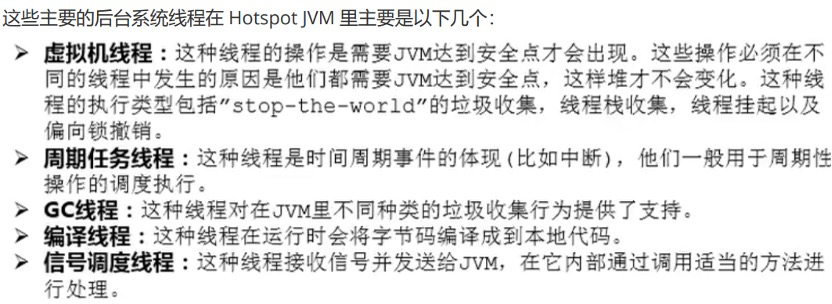 这些主要的后台系统线程在 Hotspot JVM 里主要是以下几个：
➢ 虚拟机线程：这种线程的操作是需要JVM达到安全点才会出现。这些操作必须在不
同的线程中发生的原因是他们都需要JVM达到安全点，这样堆才不会变化。这种线
程的执行类型包括"stop-the-world"的垃圾收集，线程栈收集，线程挂起以及
偏向锁撤销。
➢ 周期任务线程：这种线程是时间周期事件的体现(比如中断)，他们一般用于周期性
操作的调度执行。
➢ GC线程：这种线程对在JVM里不同种类的垃圾收集行为提供了支持。
➢ 编译线程：这种线程在运行时会将字节码编译成到本地代码。
➢ 信号调度线程：这种线程接收信号并发送给JVM，在它内部通过调用适当的方法进
行处理。